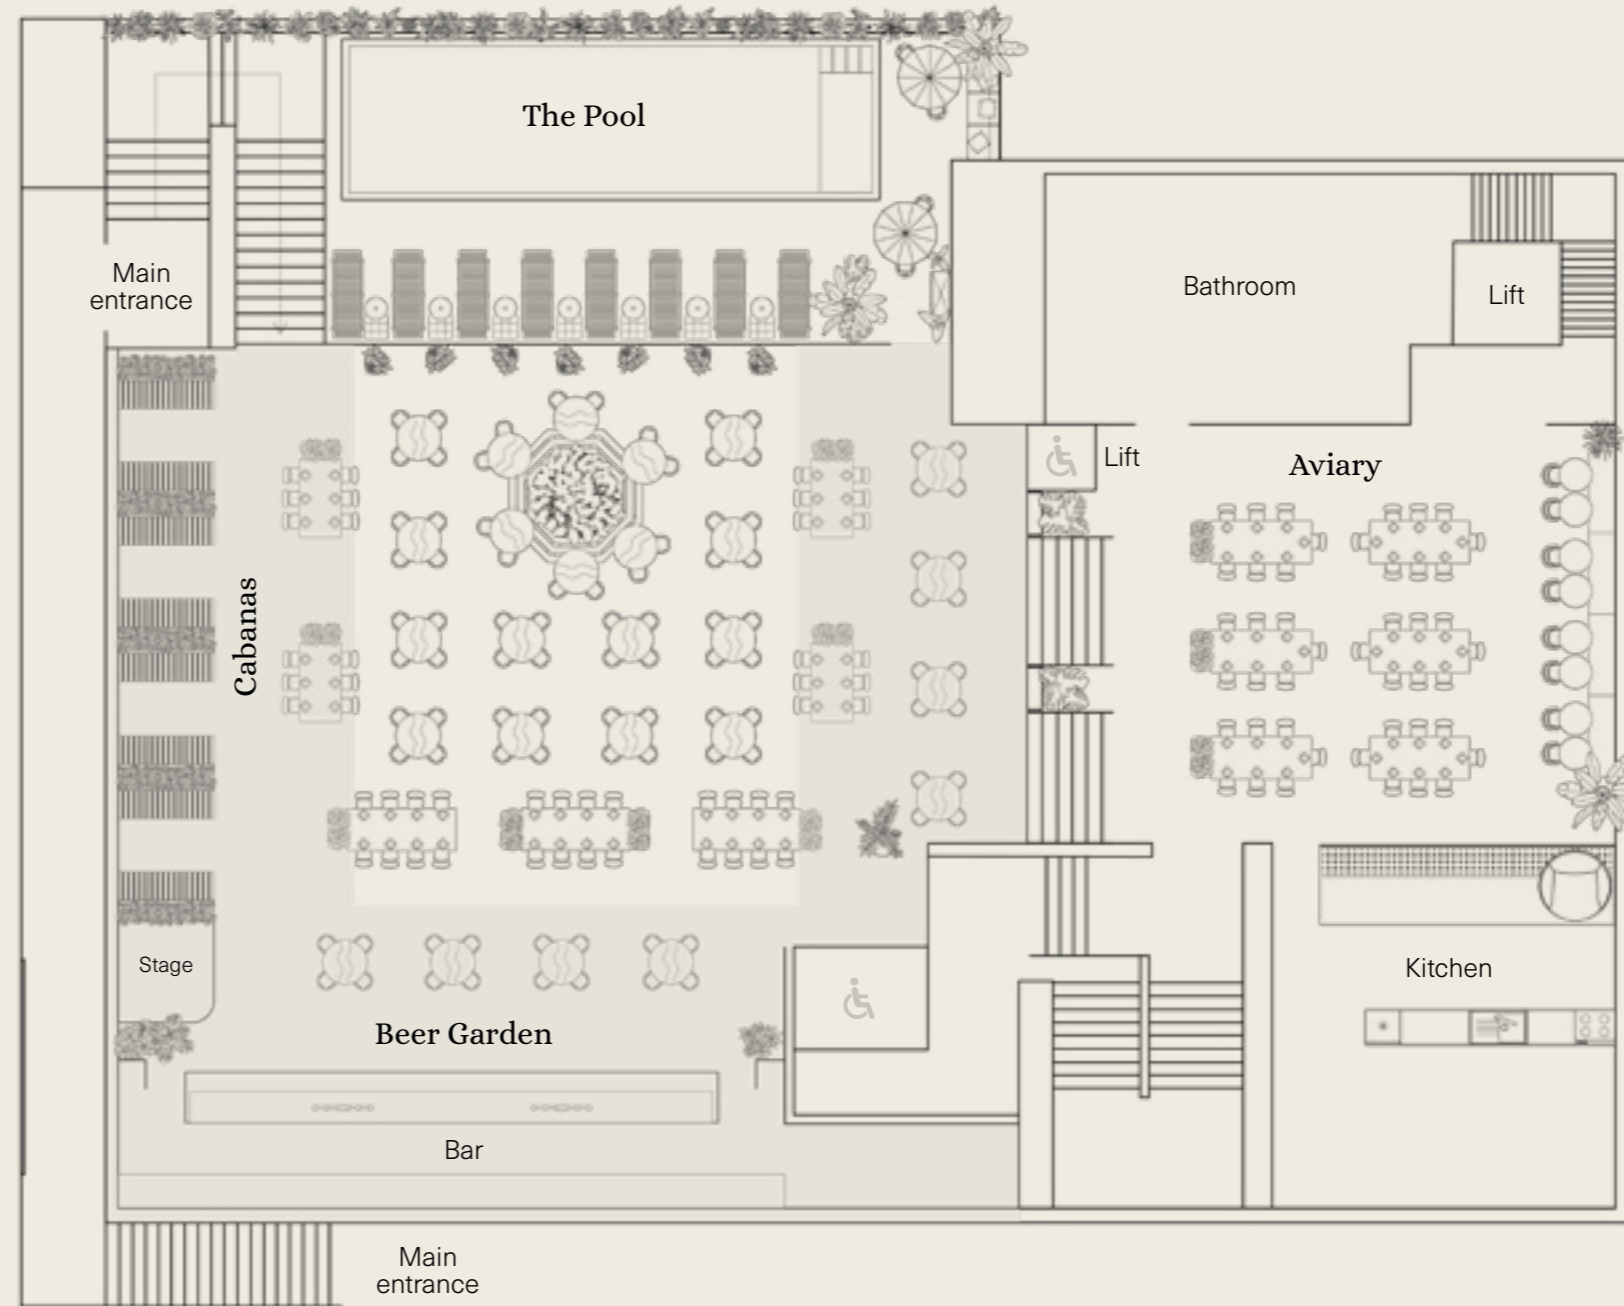 The Pool
Main
entrance
Bathroom
Lift
Lift
Aviary
Cabanas
Stage
Kitchen
Beer Garden
Bar
Main
entrance